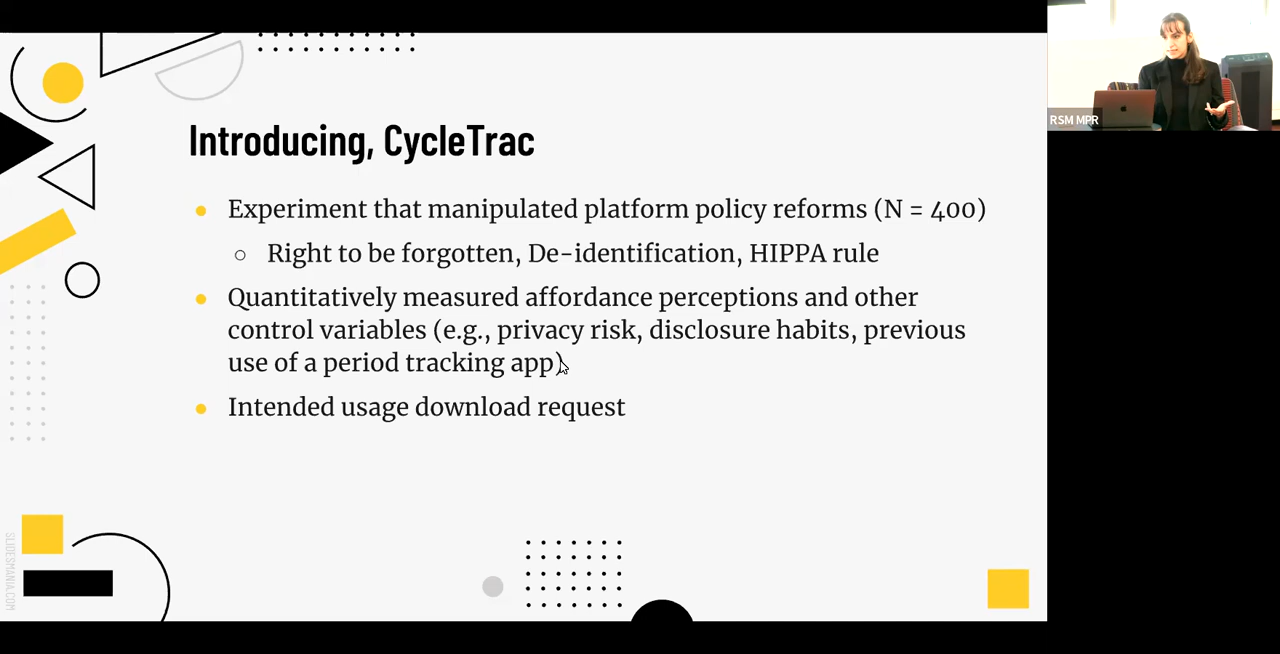 Introducing, CycleTrac
Experiment that manipulated platform policy reforms (N = 400)
Right to be forgotten, De-identification, HIPPA rule
Quantitatively measured affordance perceptions and other
control variables (e.g., privacy risk, disclosure habits, previous
use of a period tracking app)
Intended usage download request
SLIDESMANIA.COM
RSM MPR